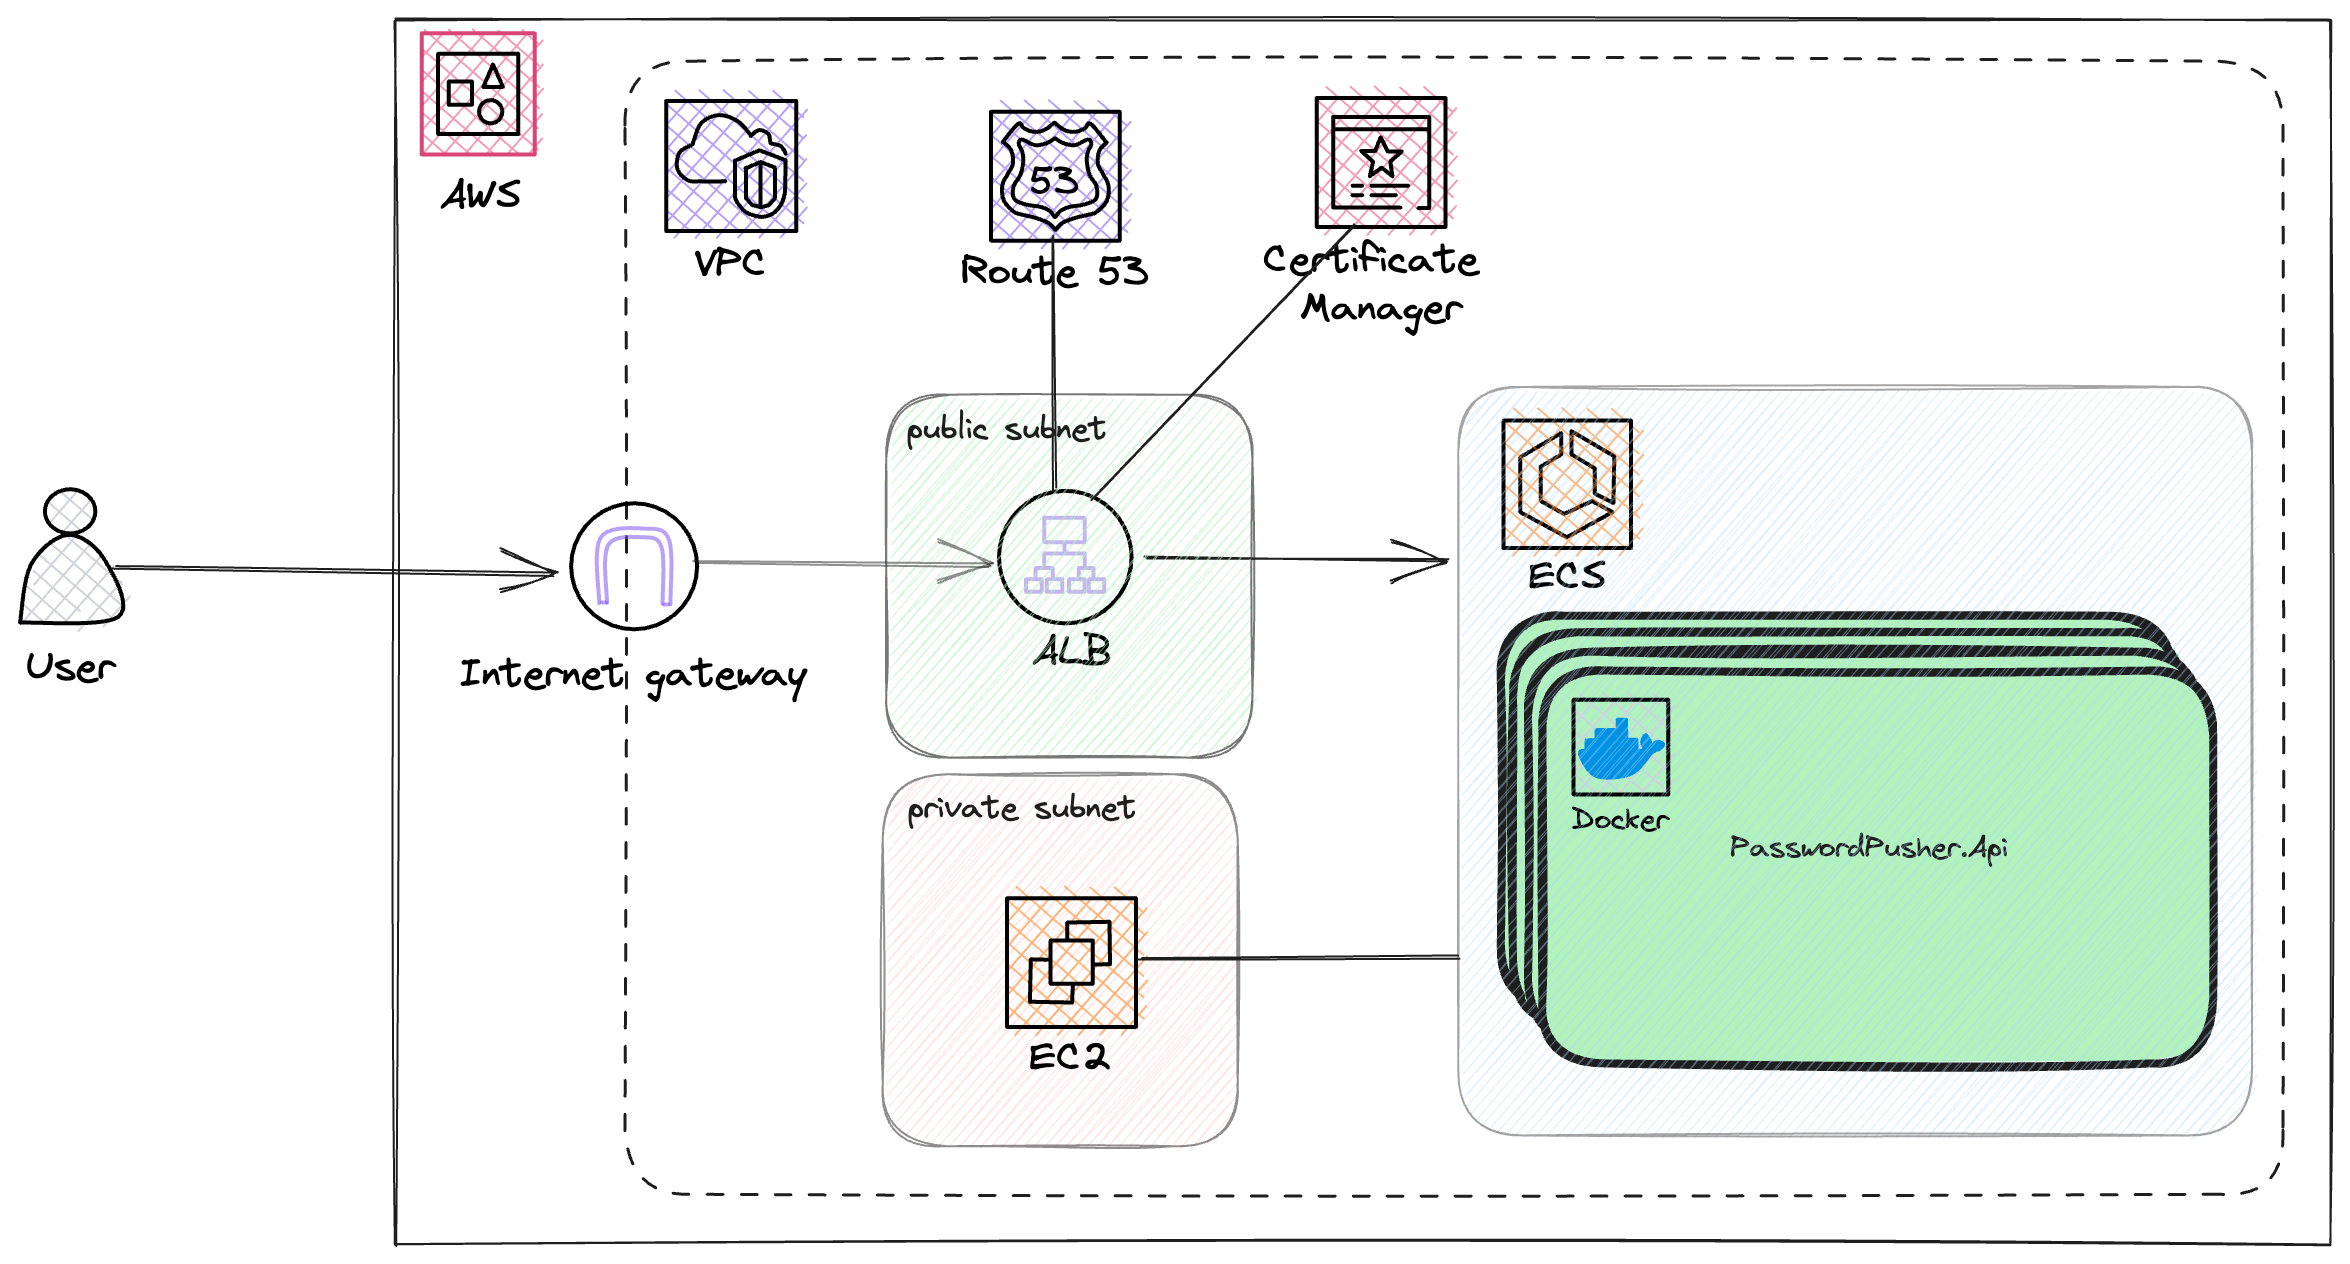 AWS
VPC
53
Route 53
Certificate
Manager
public subnet
ALB
User
Internet gateway
ECS
Docker
PasswordPusher.Api
private subnet
EC2